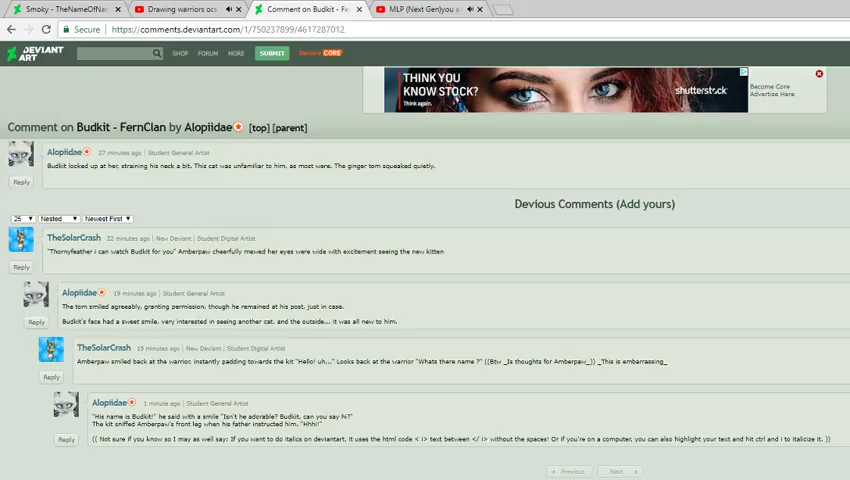 Smoky - TheNameOfNar
Drawing warriors ocs
Comment on Budkit - Fern
MLP (Next Gen)you a
Secure https://comments.deviantart.com/1/750237899/4617287012
DEVIANT ART
SHOP FORUM MORE SUBMIT Become CORE
THINK YOU KNOW STOCK?
Think again.
shutterstock
Become Core
Advertise Here
Comment on Budkit - FernClan by Alopiidae [top] [parent]
Alopiidae 27 minutes ago | Student General Artist
Budkit looked up at her, straining his neck a bit. This cat was unfamiliar to him, as most were. The ginger tom squeaked quietly.
Reply
Devious Comments (Add yours)
25 Nested Newest First
TheSolarCrash 22 minutes ago | New Deviant | Student Digital Artist
"Thornyfeather i can watch Budkit for you" Amberpaw cheerfully mewed her eyes were wide with excitement seeing the new kitten
Reply
Alopiidae 19 minutes ago | Student General Artist
The tom smiled agreeably, granting permission, though he remained at his post, just in case.
Budkit's face had a sweet smile, very interested in seeing another cat, and the outside... it was all new to him.
Reply
TheSolarCrash 15 minutes ago | New Deviant | Student Digital Artist
Amberpaw smiled back at the warrior, instantly padding towards the kit "Hello! uh..." Looks back at the warrior "Whats there name ?" ((Btw _Is thoughts for Amberpaw_)) _This is embarrassing_
Reply
Alopiidae 1 minute ago | Student General Artist
"His name is Budkit!" he said with a smile "Isn't he adorable? Budkit, can you say hi?"
The kit sniffed Amberpaw's front leg when his father instructed him. "Hhhi!"
(( Not sure if you know so I may as well say: If you want to do italics on deviantart, it uses the html code < i> text between </ i> without the spaces! Or if you're on a computer, you can also highlight your text and hit ctrl and i to italicize it. ))
Reply
Previous Next